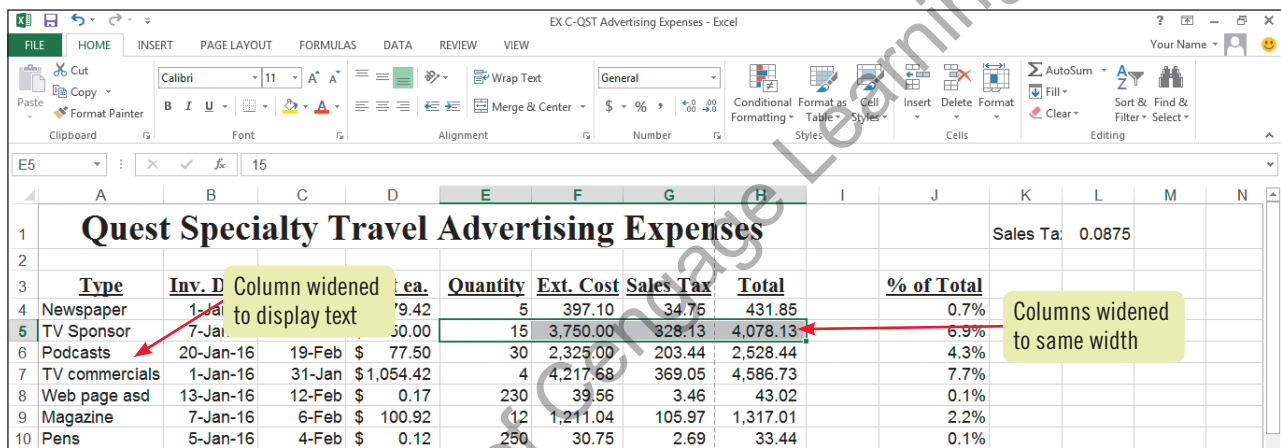 EX C-QST Advertising Expenses - Excel
?
FILE HOME INSERT PAGE LAYOUT FORMULAS DATA REVIEW VIEW Your Name
Paste
Cut
Copy
Format Painter
Clipboard
Calibri 11 A A
B I U A
Font
Wrap Text
Merge & Center
Alignment
General
$ % , .00 .00
Number
Conditional Formatting
Format as Table
Cell Styles
Styles
Insert Delete Format
Cells
AutoSum
Fill
Clear
Sort & Filter
Find & Select
Editing
E5 fx 15
A B C D E F G H I J K L M N
1 Quest Specialty Travel Advertising Expenses Sales Ta 0.0875
2
3 Type Inv. D t ea. Quantity Ext. Cost Sales Tax Total % of Total
4 Newspaper 1-Ja 79.42 5 397.10 34.75 431.85 0.7%
5 TV Sponsor 7-Ja 50.00 15 3,750.00 328.13 4,078.13 6.9%
6 Podcasts 20-Jan-16 19-Feb $ 77.50 30 2,325.00 203.44 2,528.44 4.3%
7 TV commercials 1-Jan-16 31-Jan $1,054.42 4 4,217.68 369.05 4,586.73 7.7%
8 Web page asd 13-Jan-16 12-Feb $ 0.17 230 39.56 3.46 43.02 0.1%
9 Magazine 7-Jan-16 6-Feb $ 100.92 12 1,211.04 105.97 1,317.01 2.2%
10 Pens 5-Jan-16 4-Feb $ 0.12 250 30.75 2.69 33.44 0.1%
Column widened
to display text
Columns widened
to same width
of Cengage Learning